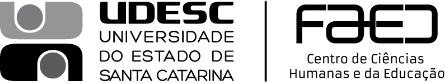 UDESC
UNIVERSIDADE
DO ESTADO DE
SANTA CATARINA
FAED
Centro de Ciências
Humanas e da Educação